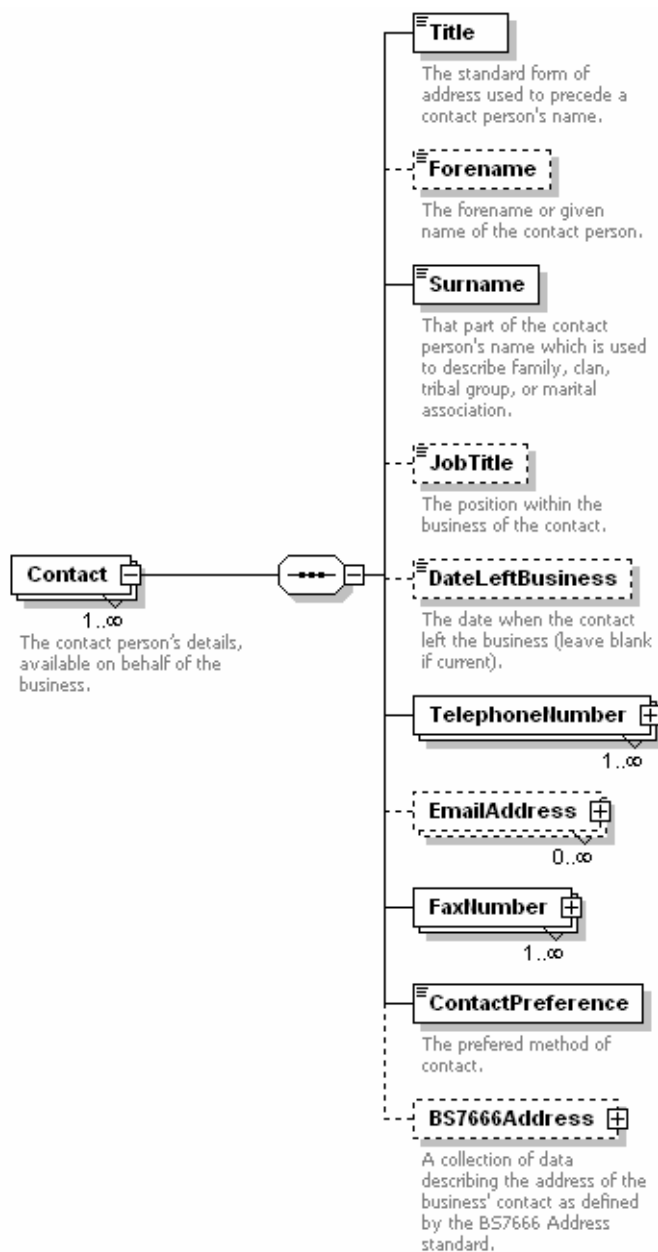 Title
The standard form of
address used to precede a
contact person's name.
Forename
The forename or given
name of the contact person.
Surname
That part of the contact
person's name which is used
to describe family, clan,
tribal group, or marital
association.
JobTitle
The position within the
business of the contact.
Contact
1..∞
The contact person's details,
available on behalf of the
business.
DateLeftBusiness
The date when the contact
left the business (leave blank
if current).
TelephoneNumber
1..∞
EmailAddress
0..∞
FaxNumber
1..∞
ContactPreference
The prefered method of
contact.
BS7666Address
A collection of data
describing the address of the
business' contact as defined
by the BS7666 Address
standard.